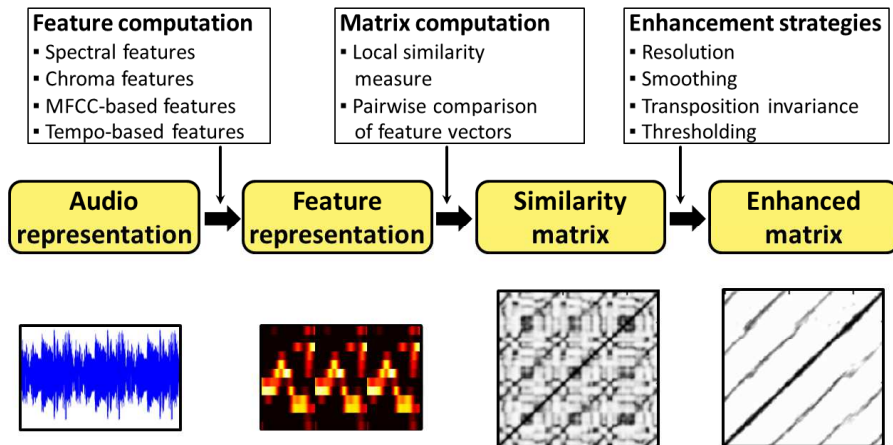 Feature computation
▪ Spectral features
▪ Chroma features
▪ MFCC-based features
▪ Tempo-based features
Matrix computation
▪ Local similarity
measure
▪ Pairwise comparison
of feature vectors
Enhancement strategies
▪ Resolution
▪ Smoothing
▪ Transposition invariance
▪ Thresholding
Audio
representation
Feature
representation
Similarity
matrix
Enhanced
matrix